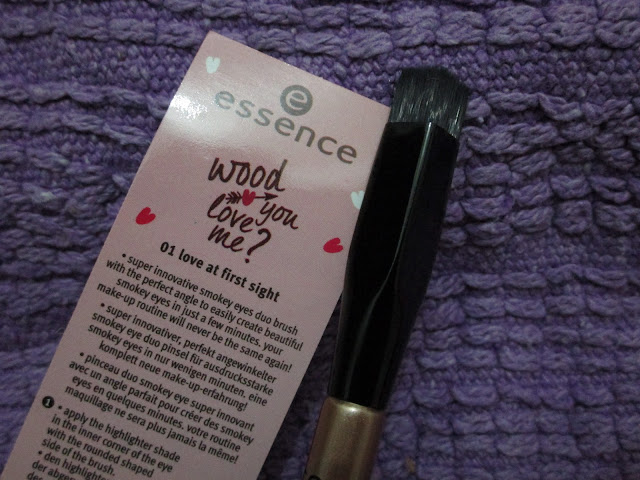 e
essence
wood
love you
me?
01 love at first sight
• super innovative smokey eyes duo brush
with the perfect angle to easily create beautiful
smokey eyes in just a few minutes. your
make-up routine will never be the same again!
• super innovativer, perfekt angewinkelter
smokey eye duo pinsel für ausdrucksstarke
smokey eyes in nur wenigen minuten. eine
komplett neue make-up-erfahrung!
• pinceau duo smokey eye super innovant
avec un angle parfait pour créer des smokey
eyes en quelques minutes. votre routine
maquillage ne sera plus jamais la même!
1 • apply the highlighter shade
in the inner corner of the eye
with the rounded shaped
side of the brush.
• den highlighter
der